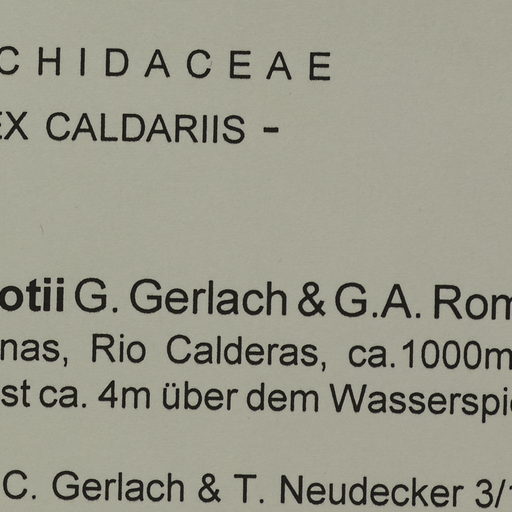 CHIDACEAE
EX CALDARIIS -
otii G. Gerlach & G.A. Rom
nas, Rio Calderas, ca.1000m
st ca. 4m über dem Wasserspi
C. Gerlach & T. Neudecker 3/